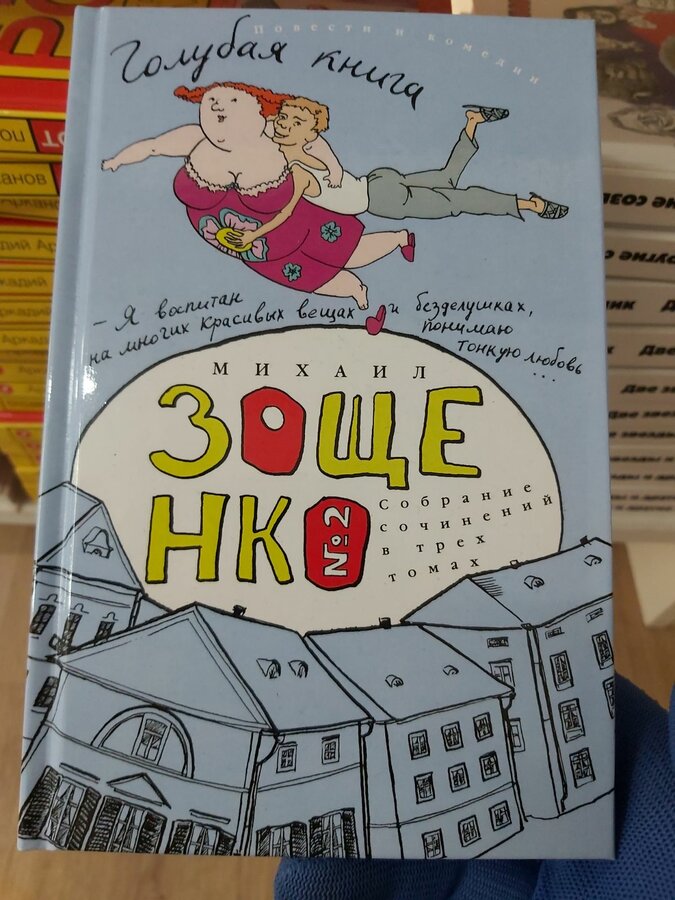 Повести и комедии
Голубая книга
– Я воспитан
на многих красивых вещах и безделушках,
понимаю
тонкую любовь
...
МИХАИЛ
ЗОЩЕ
НКО
№2
Собрание
сочинений
в трех
томах